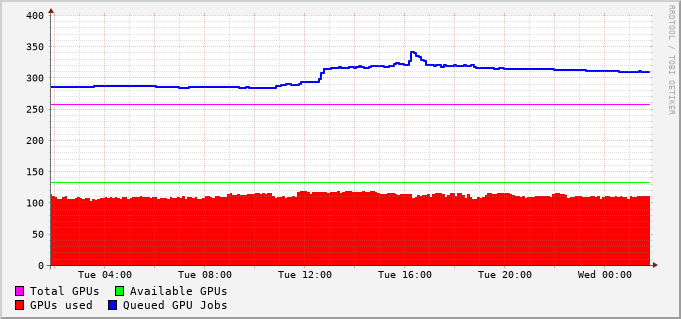 400
350
300
250
200
150
100
50
0
Tue 04:00 Tue 08:00 Tue 12:00 Tue 16:00 Tue 20:00 Wed 00:00
Total GPUs Available GPUs
GPUs used Queued GPU Jobs
RRDTOOL / TOBI OETIKER